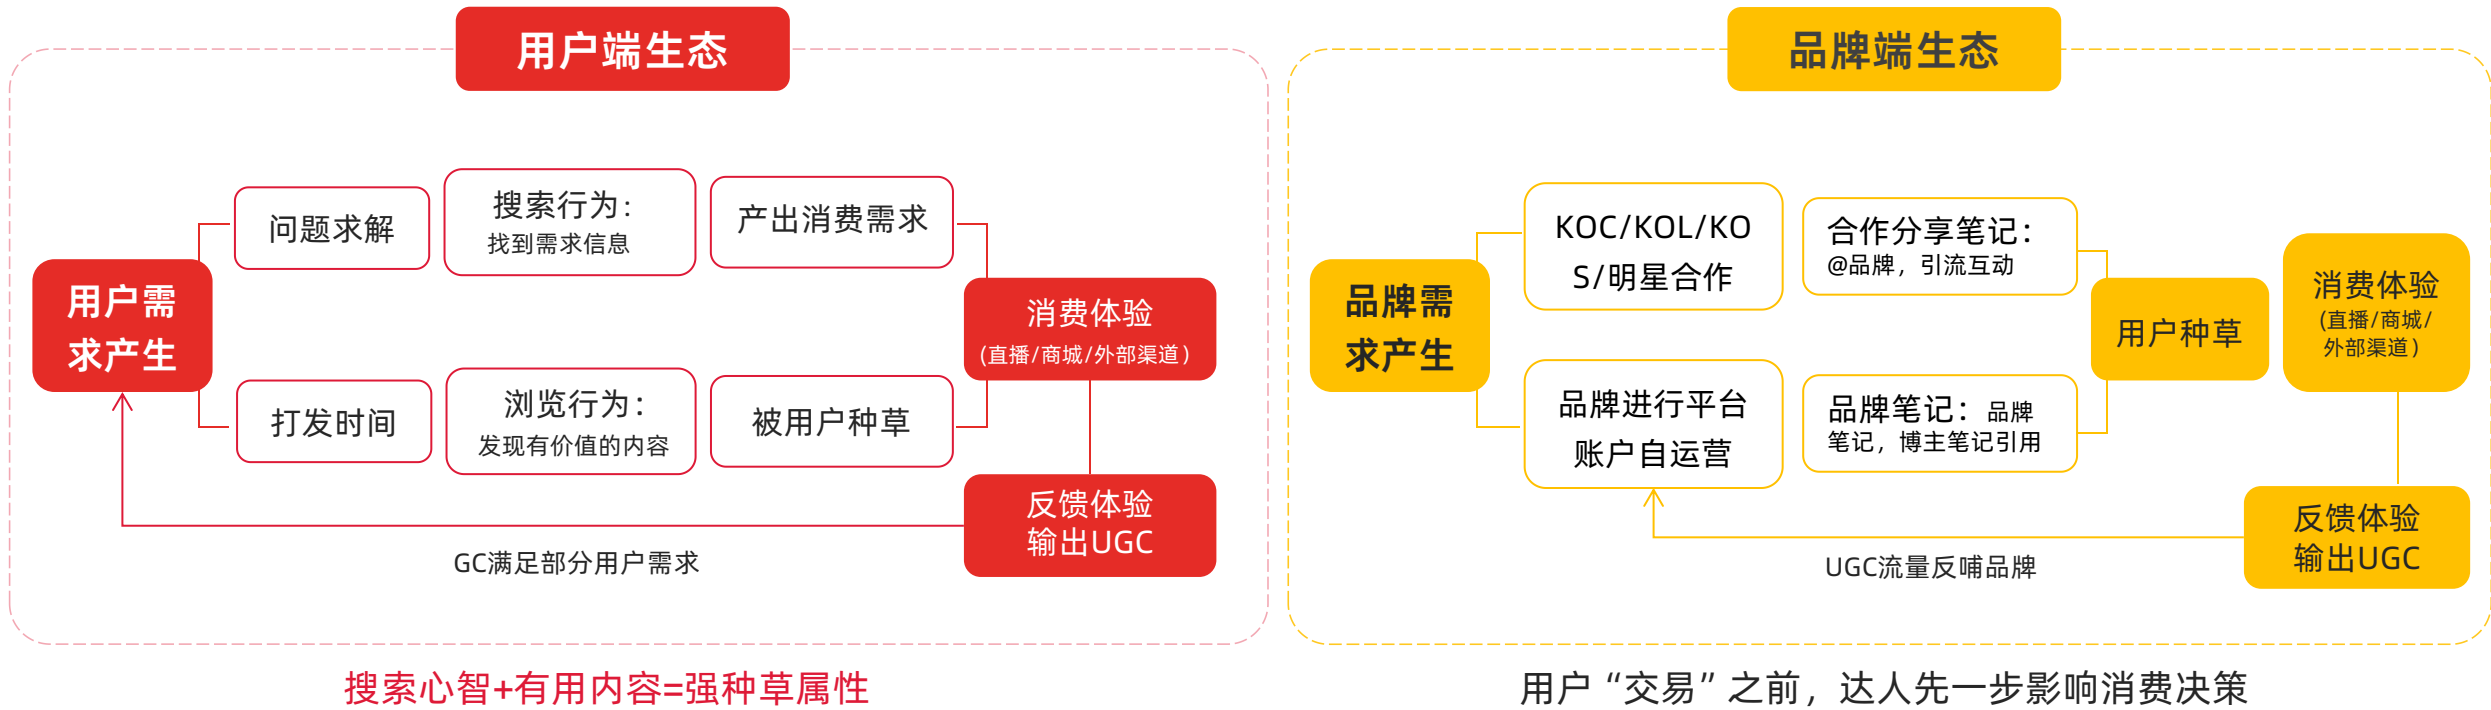 用户端生态
问题求解
搜索行为：
找到需求信息
产出消费需求
用户需
求产生
消费体验
(直播/商城/外部渠道）
打发时间
浏览行为：
发现有价值的内容
被用户种草
反馈体验
输出UGC
GC满足部分用户需求
搜索心智+有用内容=强种草属性
品牌端生态
KOC/KOL/KO
S/明星合作
合作分享笔记：
@品牌，引流互动
品牌需
求产生
用户种草
消费体验
(直播/商城/
外部渠道）
品牌进行平台
账户自运营
品牌笔记：品牌
笔记，博主笔记引用
反馈体验
输出UGC
UGC流量反哺品牌
用户“交易”之前，达人先一步影响消费决策